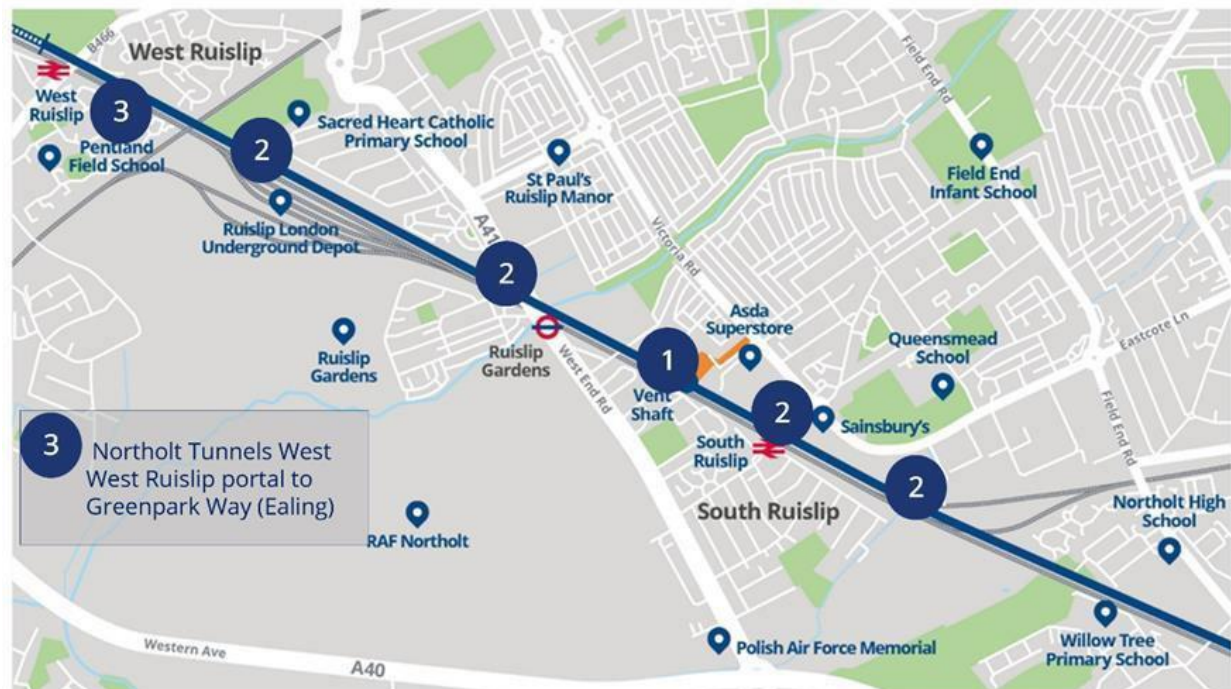 B466
West Ruislip
West
Ruislip
3
Pentland
Field School
2
Sacred Heart Catholic
Primary School
St Paul's
Ruislip Manor
Field End Rd
Field End
Infant School
Ruislip London
Underground Depot
A41
2
Victoria Rd
Ruislip
Gardens
Ruislip
Gardens
West End Rd
1
Vent
Shaft
Asda
Superstore
Queensmead
School
Eastcote Ln
2
Sainsbury's
South
Ruislip
Field End Rd
3
Northolt Tunnels West
West Ruislip portal to
Greenpark Way (Ealing)
RAF Northolt
South Ruislip
2
Northolt High
School
Western Ave
A40
Polish Air Force Memorial
Willow Tree
Primary School